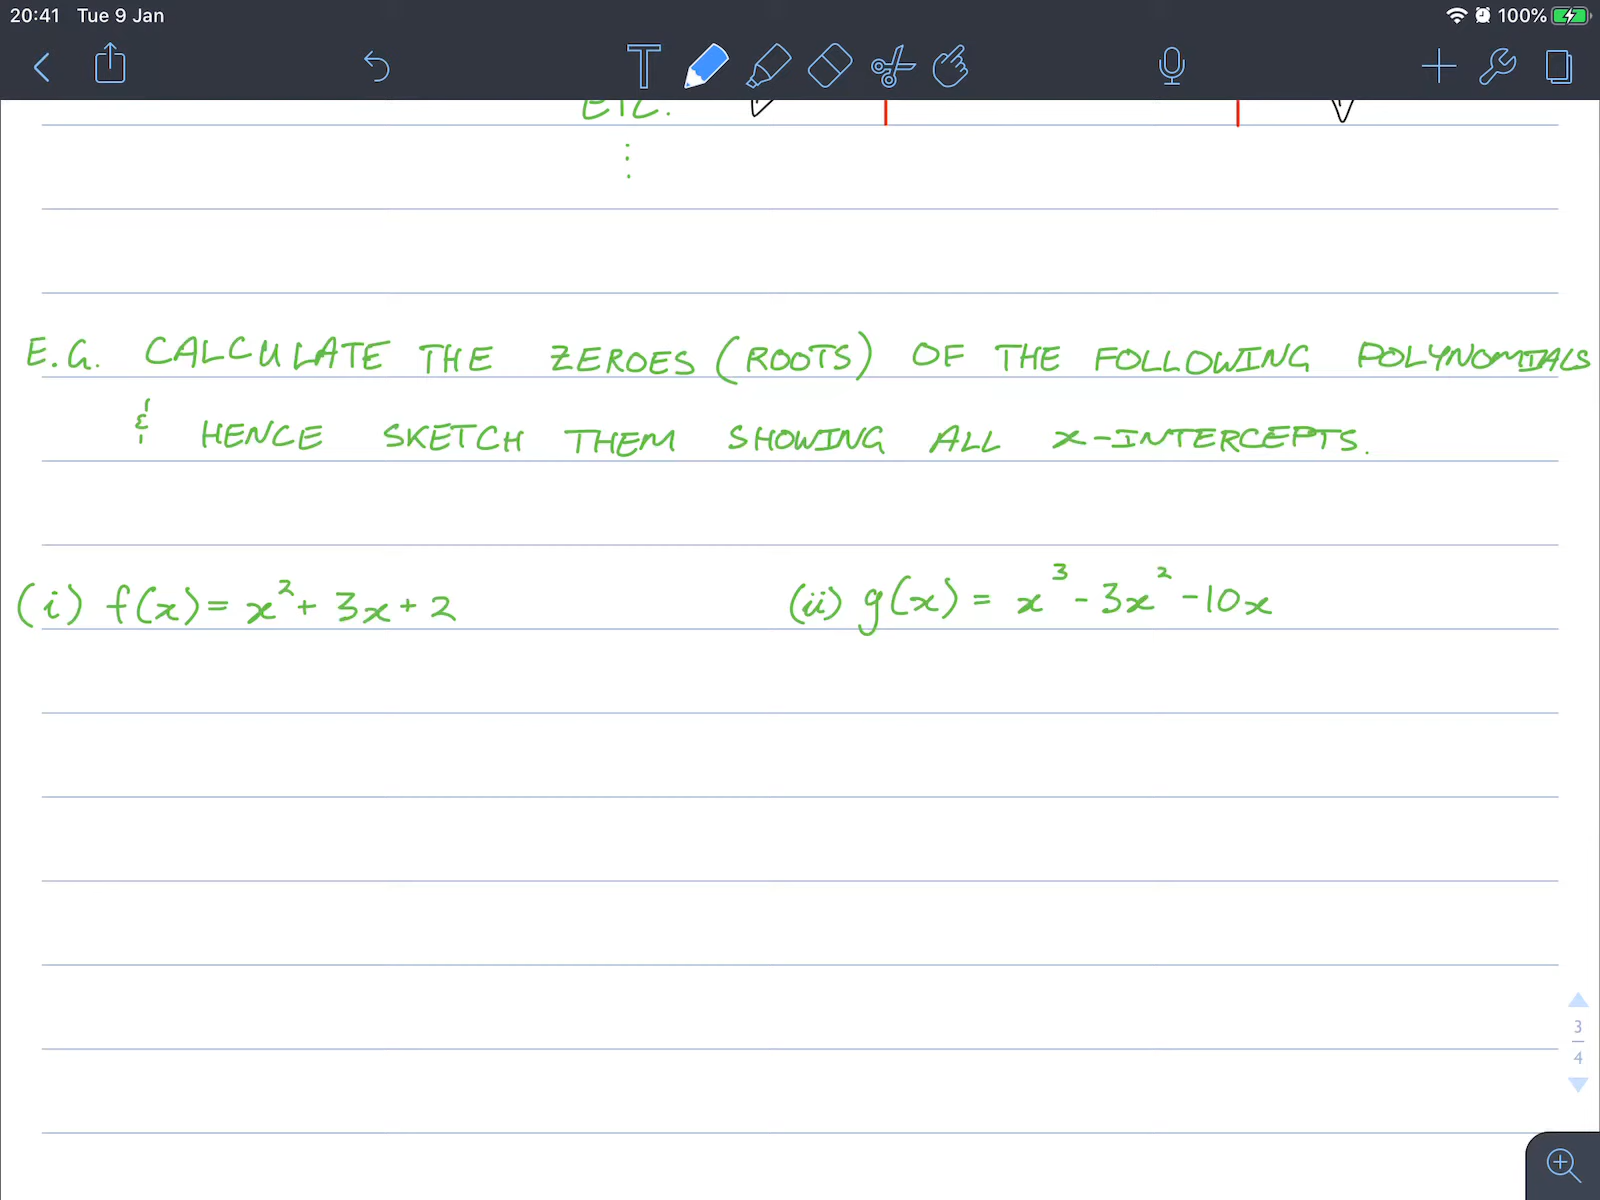 20:41 Tue 9 Jan 100%
ETC.
E.G. CALCULATE THE ZEROES (ROOTS) OF THE FOLLOWING POLYNOMIALS
& HENCE SKETCH THEM SHOWING ALL x-INTERCEPTS.
(i) f(x) = x² + 3x + 2 (ii) g(x) = x³ - 3x² - 10x
3
4